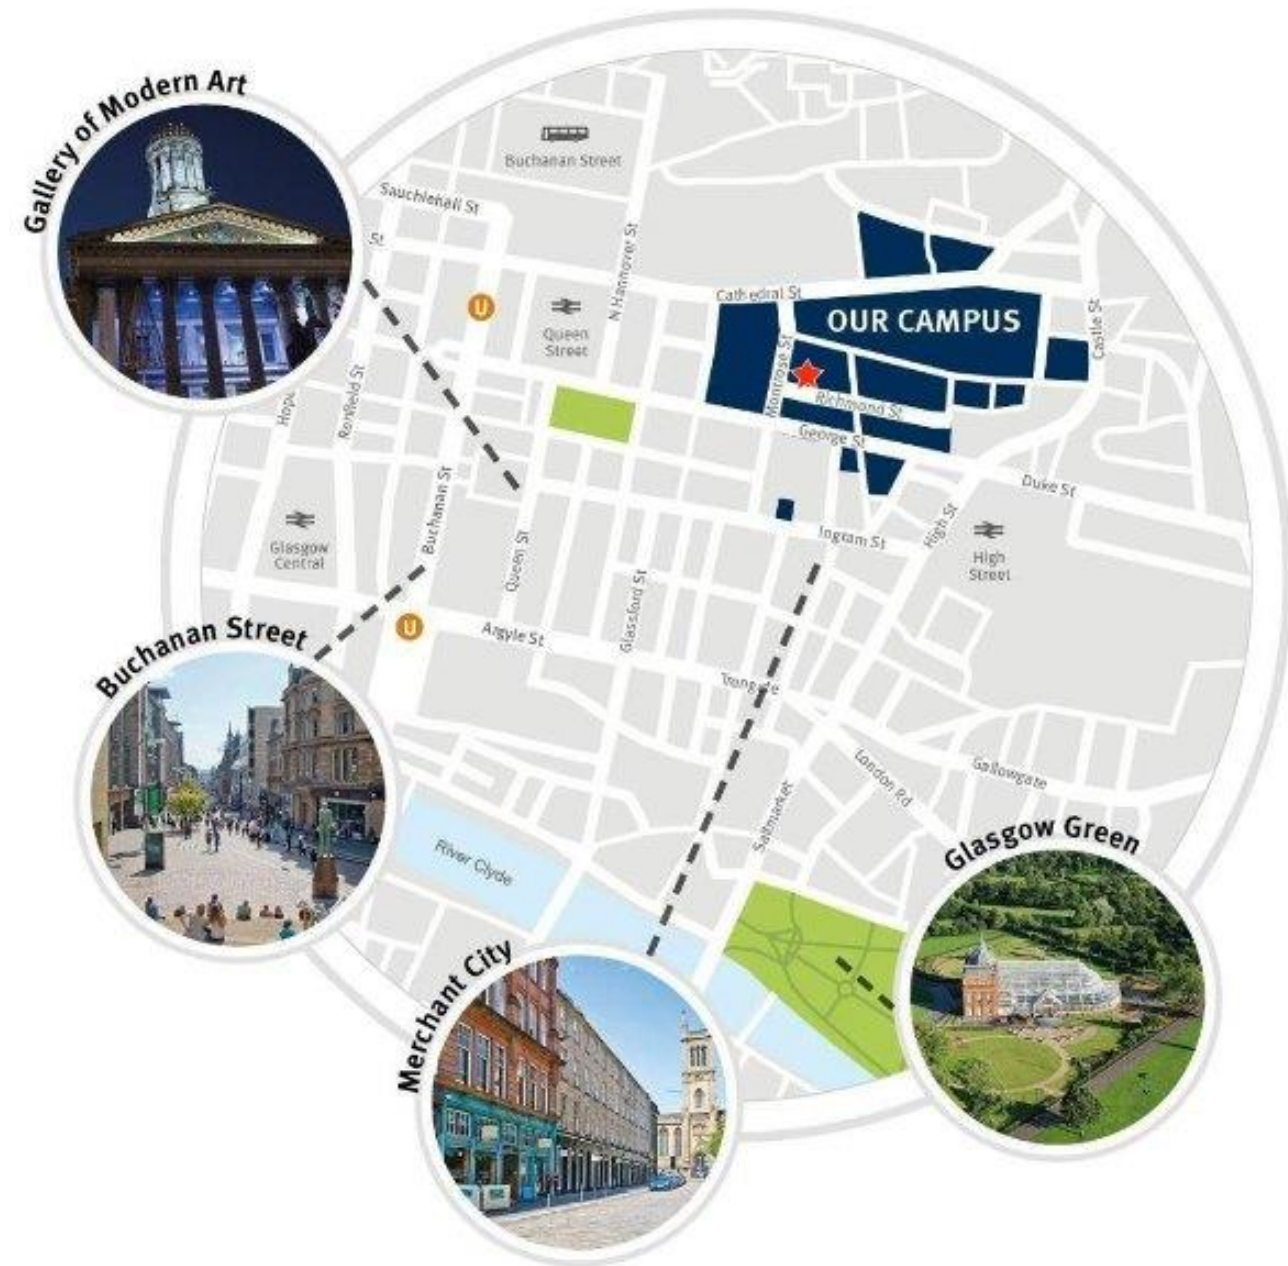 Gallery of Modern Art
Buchanan Street
Sauchiehall St
St
N Hannover St
U
Queen
Street
Cathedral St
OUR CAMPUS
Castle St
Montrose St
Richmond St
George St
Renfield St
Duke St
Buchanan St
Glasgow
Central
Queen St
Ingram St
High St
High
Street
Glassford St
U
Argyle St
Trongate
Buchanan Street
London Rd
Gallowgate
Saltmarket
River Clyde
Glasgow Green
Merchant City